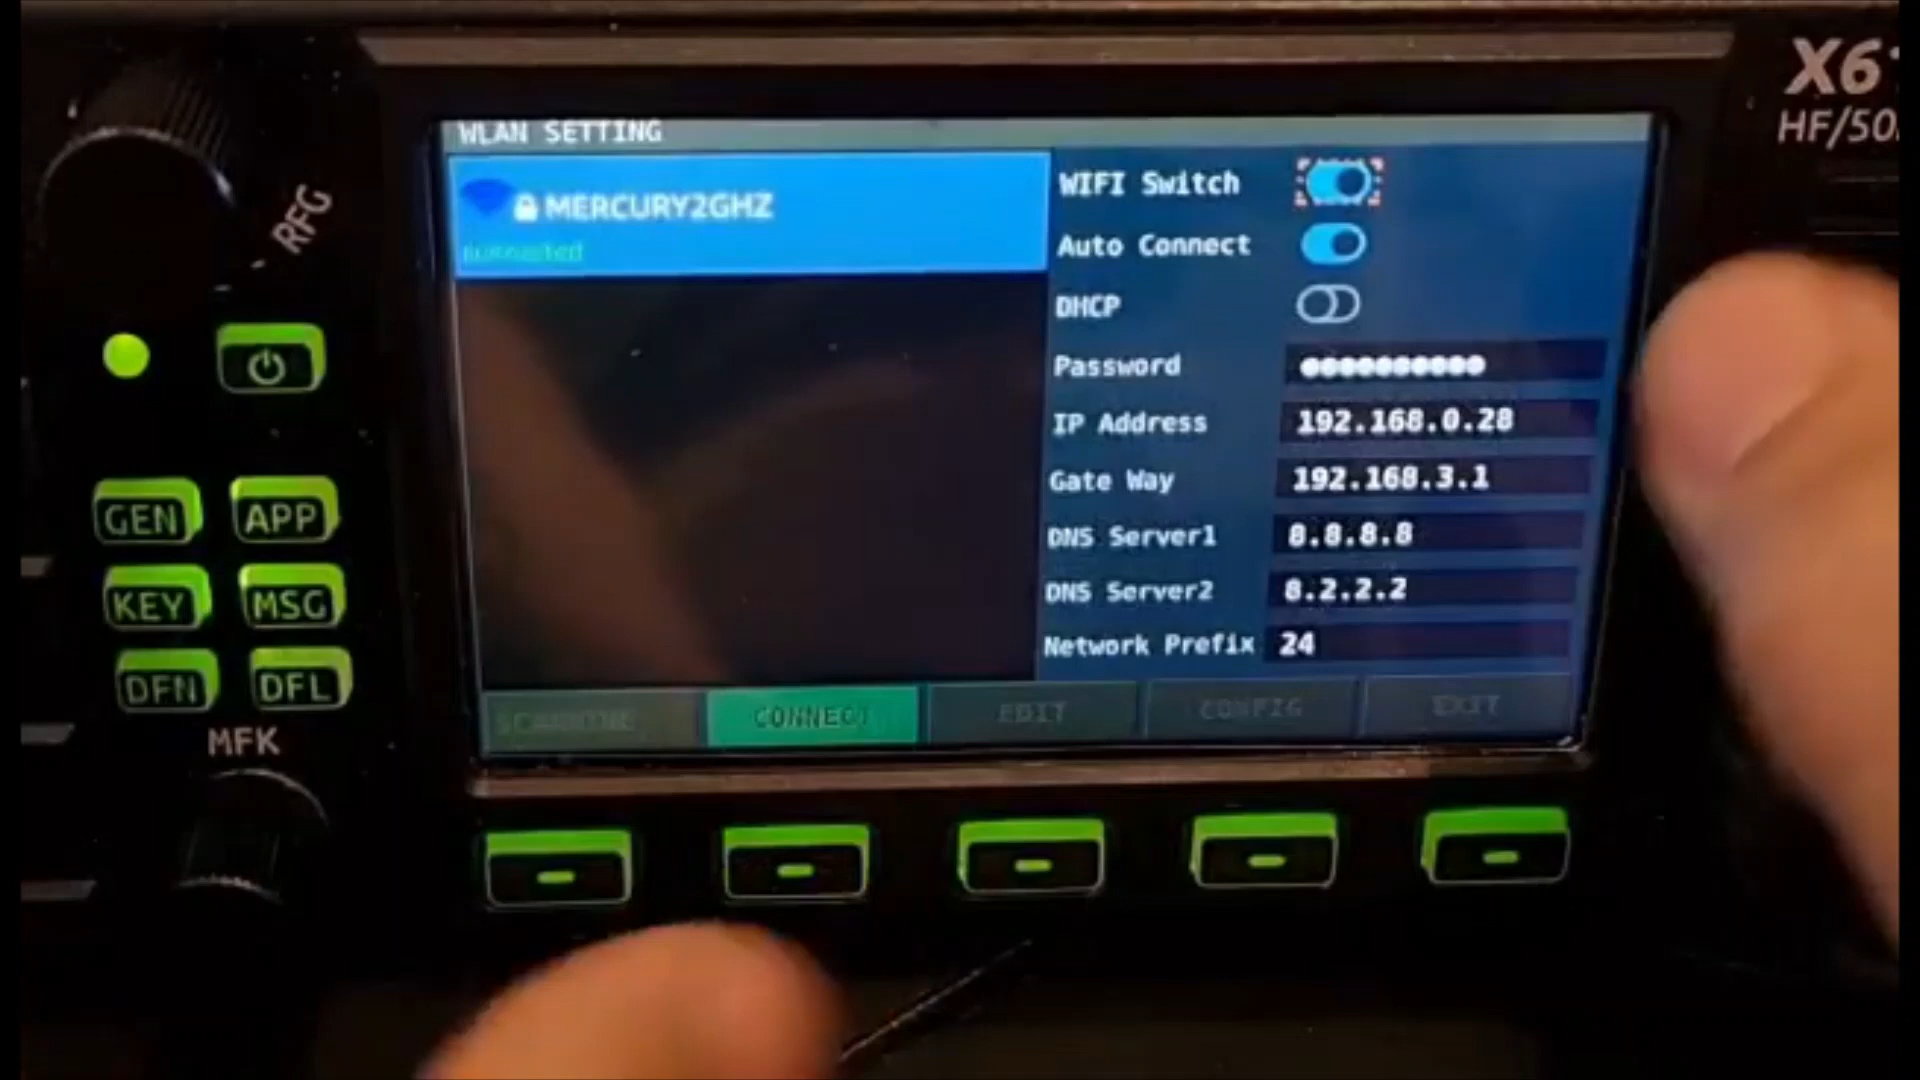 X6
HF/50
WLAN SETTING
MERCURY2GHZ
connected
WIFI Switch
Auto Connect
DHCP
Password ●●●●●●●●●●
IP Address 192.168.0.28
Gate Way 192.168.3.1
DNS Server1 8.8.8.8
DNS Server2 8.2.2.2
Network Prefix 24
CONNECT EDIT CONFIG EXIT
RFG
GEN APP
KEY MSG
DFN DFL
MFK